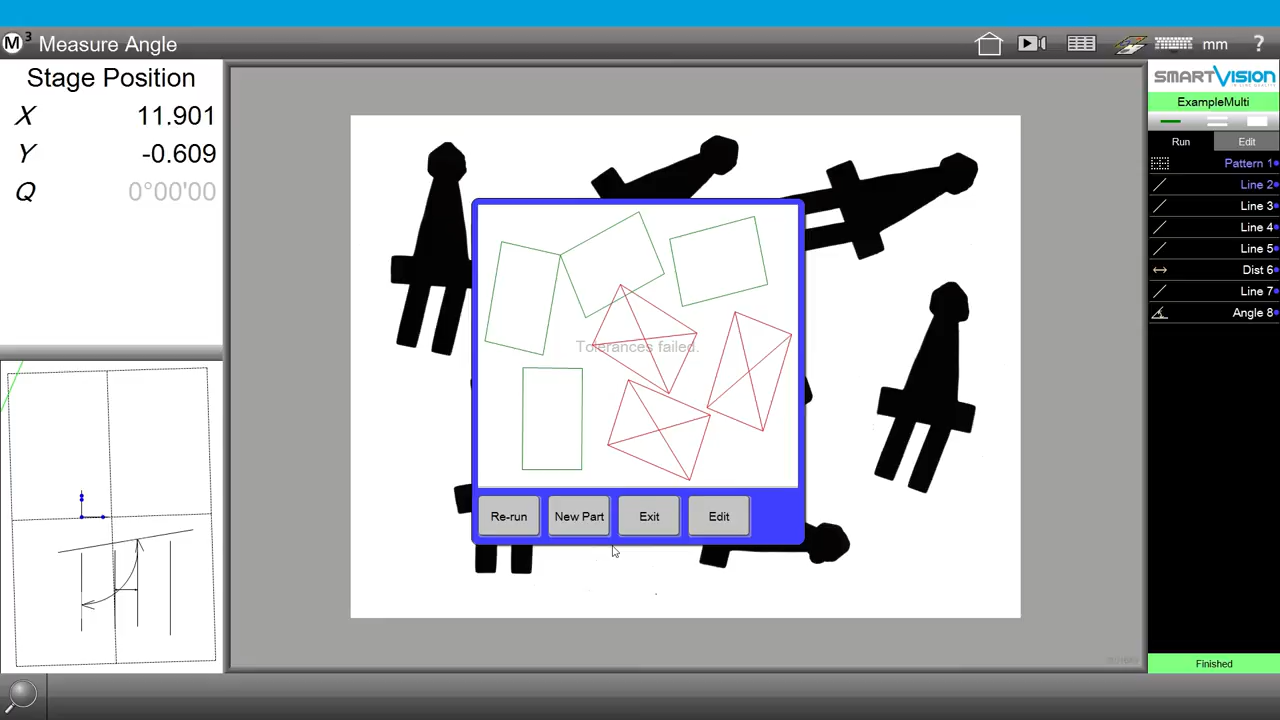 M3 Measure Angle
mm
?
Stage Position
X 11.901
Y -0.609
Q 0°00'00
SMARTVISION
ExampleMulti
Run Edit
Pattern 1
Line 2
Line 3
Line 4
Line 5
Dist 6
Line 7
Angle 8
Tolerances failed.
Re-run New Part Exit Edit
Finished